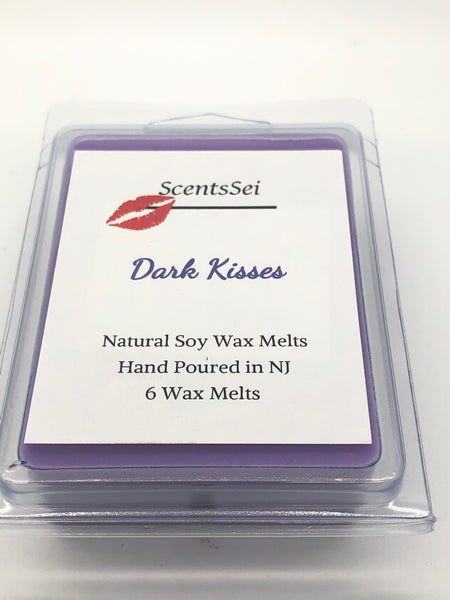 ScentsSei
Dark Kisses
Natural Soy Wax Melts
Hand Poured in NJ
6 Wax Melts